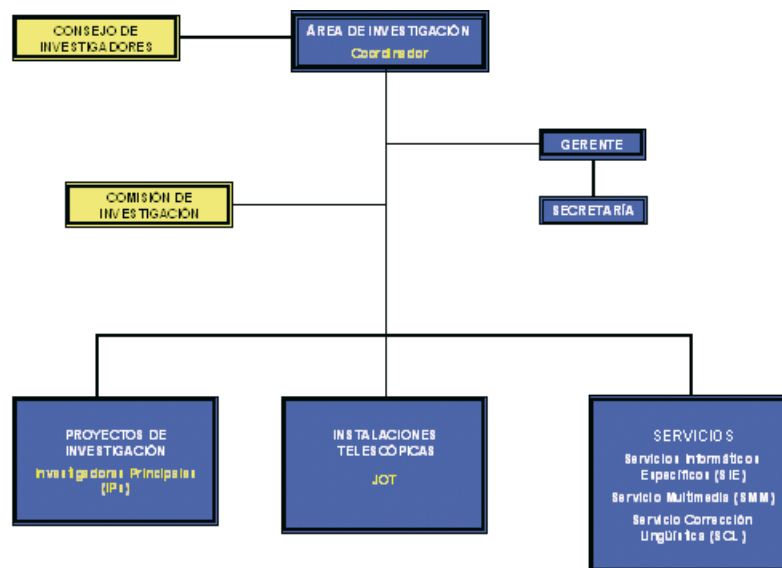 CONSEJO DE
INVESTIGADORES
ÁREA DE INVESTIGACIÓN
Coordinador
GERENTE
COMISIÓN DE
INVESTIGACIÓN
SECRETARÍA
PROYECTOS DE
INVESTIGACIÓN
Investigadores Principales
(IPs)
INSTALACIONES
TELESCÓPICAS
JOT
SERVICIOS
Servicios Informáticos
Específicos (SIE)
Servicio Multimedia (SMM)
Servicio Corrección
Lingüística (SCL)